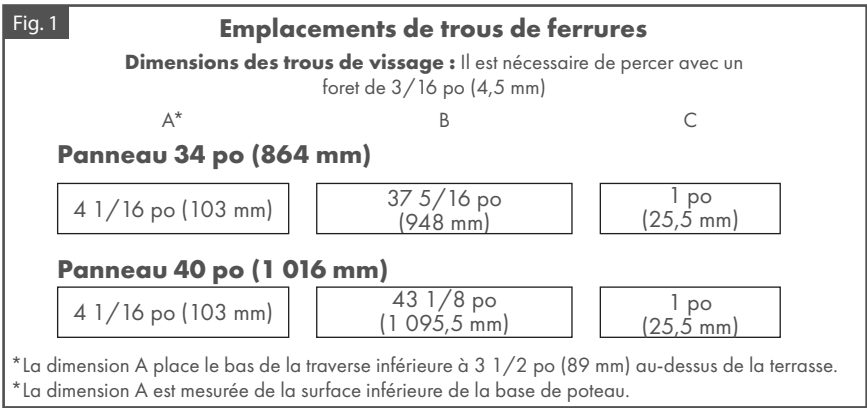 Fig. 1
Emplacements de trous de ferrures
Dimensions des trous de vissage : Il est nécessaire de percer avec un
foret de 3/16 po (4,5 mm)
A* B C
Panneau 34 po (864 mm)
4 1/16 po (103 mm) 37 5/16 po (948 mm) 1 po (25,5 mm)
Panneau 40 po (1 016 mm)
4 1/16 po (103 mm) 43 1/8 po (1 095,5 mm) 1 po (25,5 mm)
*La dimension A place le bas de la traverse inférieure à 3 1/2 po (89 mm) au-dessus de la terrasse.
*La dimension A est mesurée de la surface inférieure de la base de poteau.